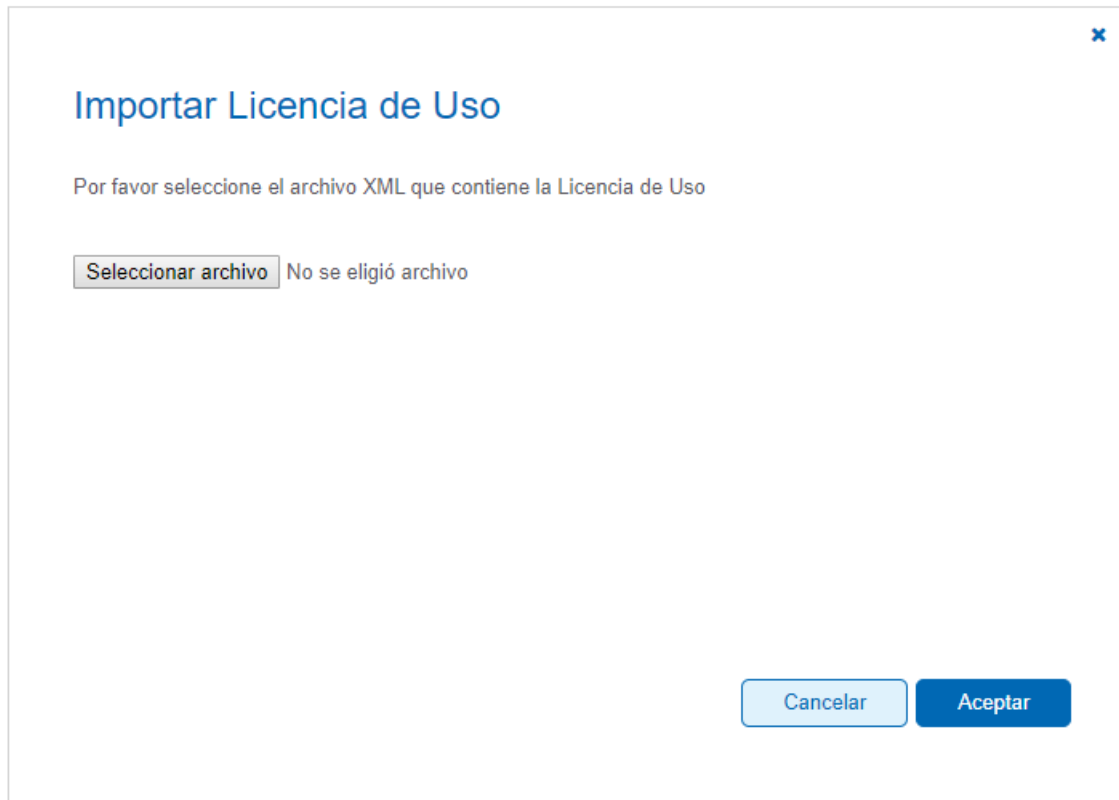 Importar Licencia de Uso
Por favor seleccione el archivo XML que contiene la Licencia de Uso
Seleccionar archivo No se eligió archivo
Cancelar Aceptar